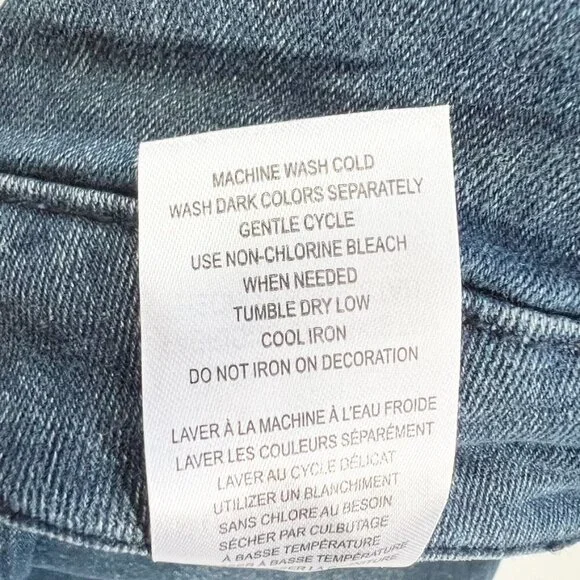 MACHINE WASH COLD
WASH DARK COLORS SEPARATELY
GENTLE CYCLE
USE NON-CHLORINE BLEACH
WHEN NEEDED
TUMBLE DRY LOW
COOL IRON
DO NOT IRON ON DECORATION
LAVER À LA MACHINE À L'EAU FROIDE
LAVER LES COULEURS SÉPARÉMENT
LAVER AU CYCLE DÉLICAT
UTILIZER UN BLANCHIMENT
SANS CHLORE AU BESOIN
SÉCHER PAR CULBUTAGE
À BASSE TEMPÉRATURE
À BASSE TEMPÉRATURE